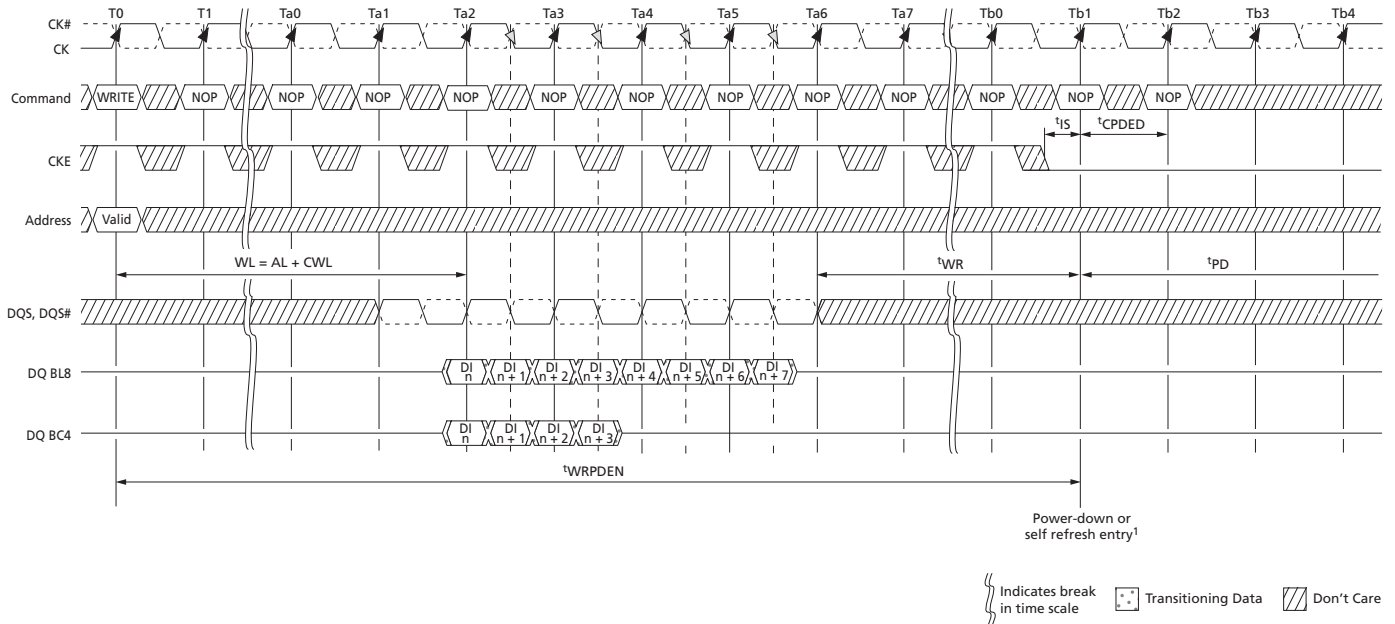 T0 T1 Ta0 Ta1 Ta2 Ta3 Ta4 Ta5 Ta6 Ta7 Tb0 Tb1 Tb2 Tb3 Tb4
CK#
CK
Command WRITE NOP NOP NOP NOP NOP NOP NOP NOP NOP NOP NOP NOP
tIS tCPDED
CKE
Address Valid
WL = AL + CWL tWR tPD
DQS, DQS#
DQ BL8 DI n DI n + 1 DI n + 2 DI n + 3 DI n + 4 DI n + 5 DI n + 6 DI n + 7
DQ BC4 DI n DI n + 1 DI n + 2 DI n + 3
tWRPDEN
Power-down or
self refresh entry1
Indicates break
in time scale
Transitioning Data
Don't Care